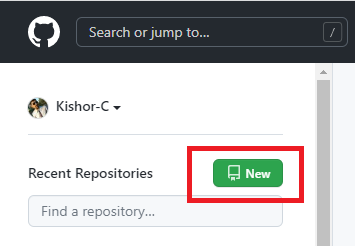 Search or jump to...
/
Kishor-C
Recent Repositories
New
Find a repository...